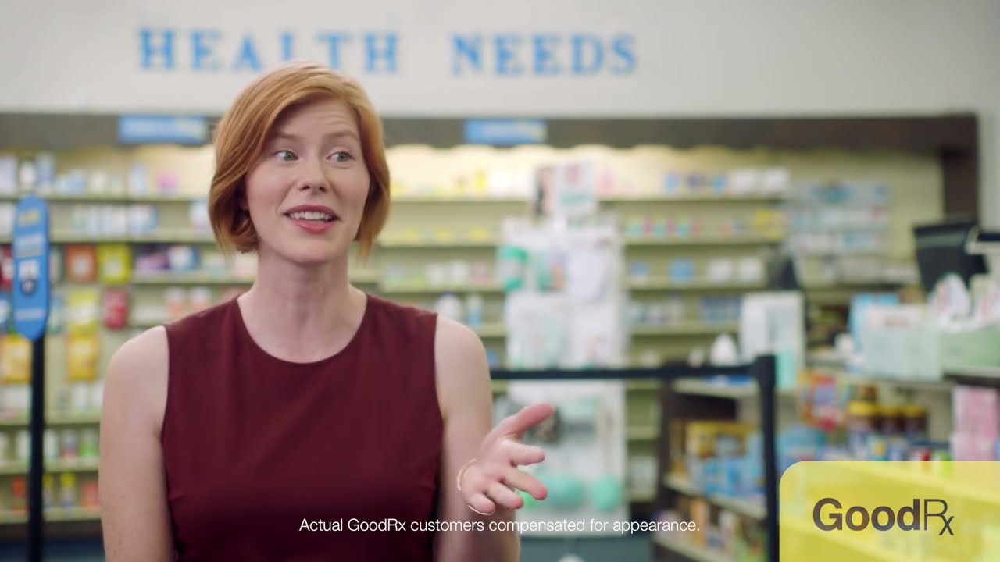 HEALTH NEEDS
Actual GoodRx customers compensated for appearance.
GoodRx